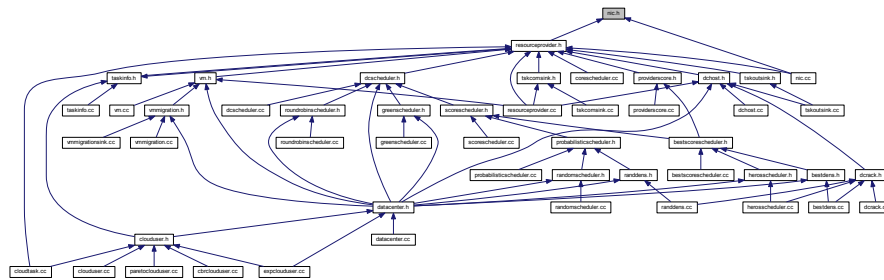 nic.h
resourceprovider.h
taskinfo.h
vm.h
dcscheduler.h
tskcomsink.h
corescheduler.cc
providerscore.h
dchost.h
tskoutsink.h
nic.cc
taskinfo.cc
vm.cc
vmmigration.h
dcscheduler.cc
roundrobinscheduler.h
greenscheduler.h
scorescheduler.h
resourceprovider.cc
tskcomsink.cc
providerscore.cc
dchost.cc
tskoutsink.cc
vmmigrationsink.cc
vmmigration.cc
roundrobinscheduler.cc
greenscheduler.cc
scorescheduler.cc
probabilisticscheduler.h
bestscorescheduler.h
probabilisticscheduler.cc
randomscheduler.h
randdens.h
bestscorescheduler.cc
herosscheduler.h
bestdens.h
dcrack.h
datacenter.h
randomscheduler.cc
randdens.cc
herosscheduler.cc
bestdens.cc
dcrack.cc
clouduser.h
datacenter.cc
cloudtask.cc
clouduser.cc
paretoclouduser.cc
cbrclouduser.cc
expclouduser.cc